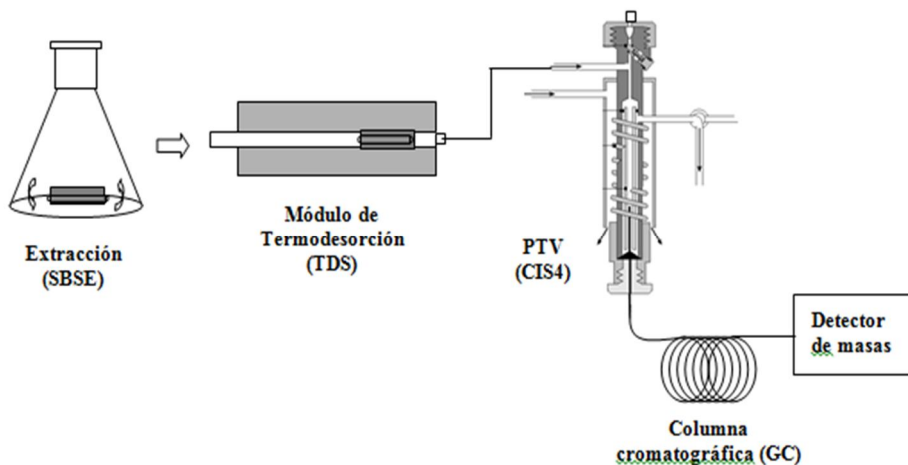 Extracción
(SBSE)
Módulo de
Termodesorción
(TDS)
PTV
(CIS4)
Detector
de masas
Columna
cromatográfica (GC)